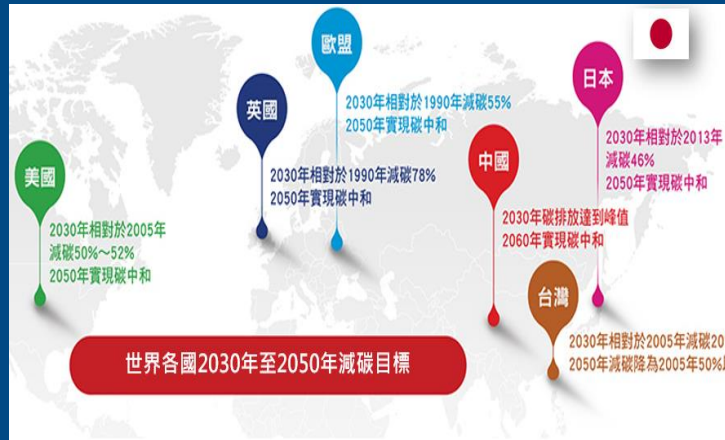 歐盟
2030年相對於1990年減碳55%
2050年實現碳中和
日本
2030年相對於2013年
減碳46%
2050年實現碳中和
英國
2030年相對於1990年減碳78%
2050年實現碳中和
中國
2030年碳排放達到峰值
2060年實現碳中和
美國
2030年相對於2005年
減碳50%～52%
2050年實現碳中和
台灣
2030年相對於2005年減碳20
2050年減碳降為2005年50%
世界各國2030年至2050年減碳目標